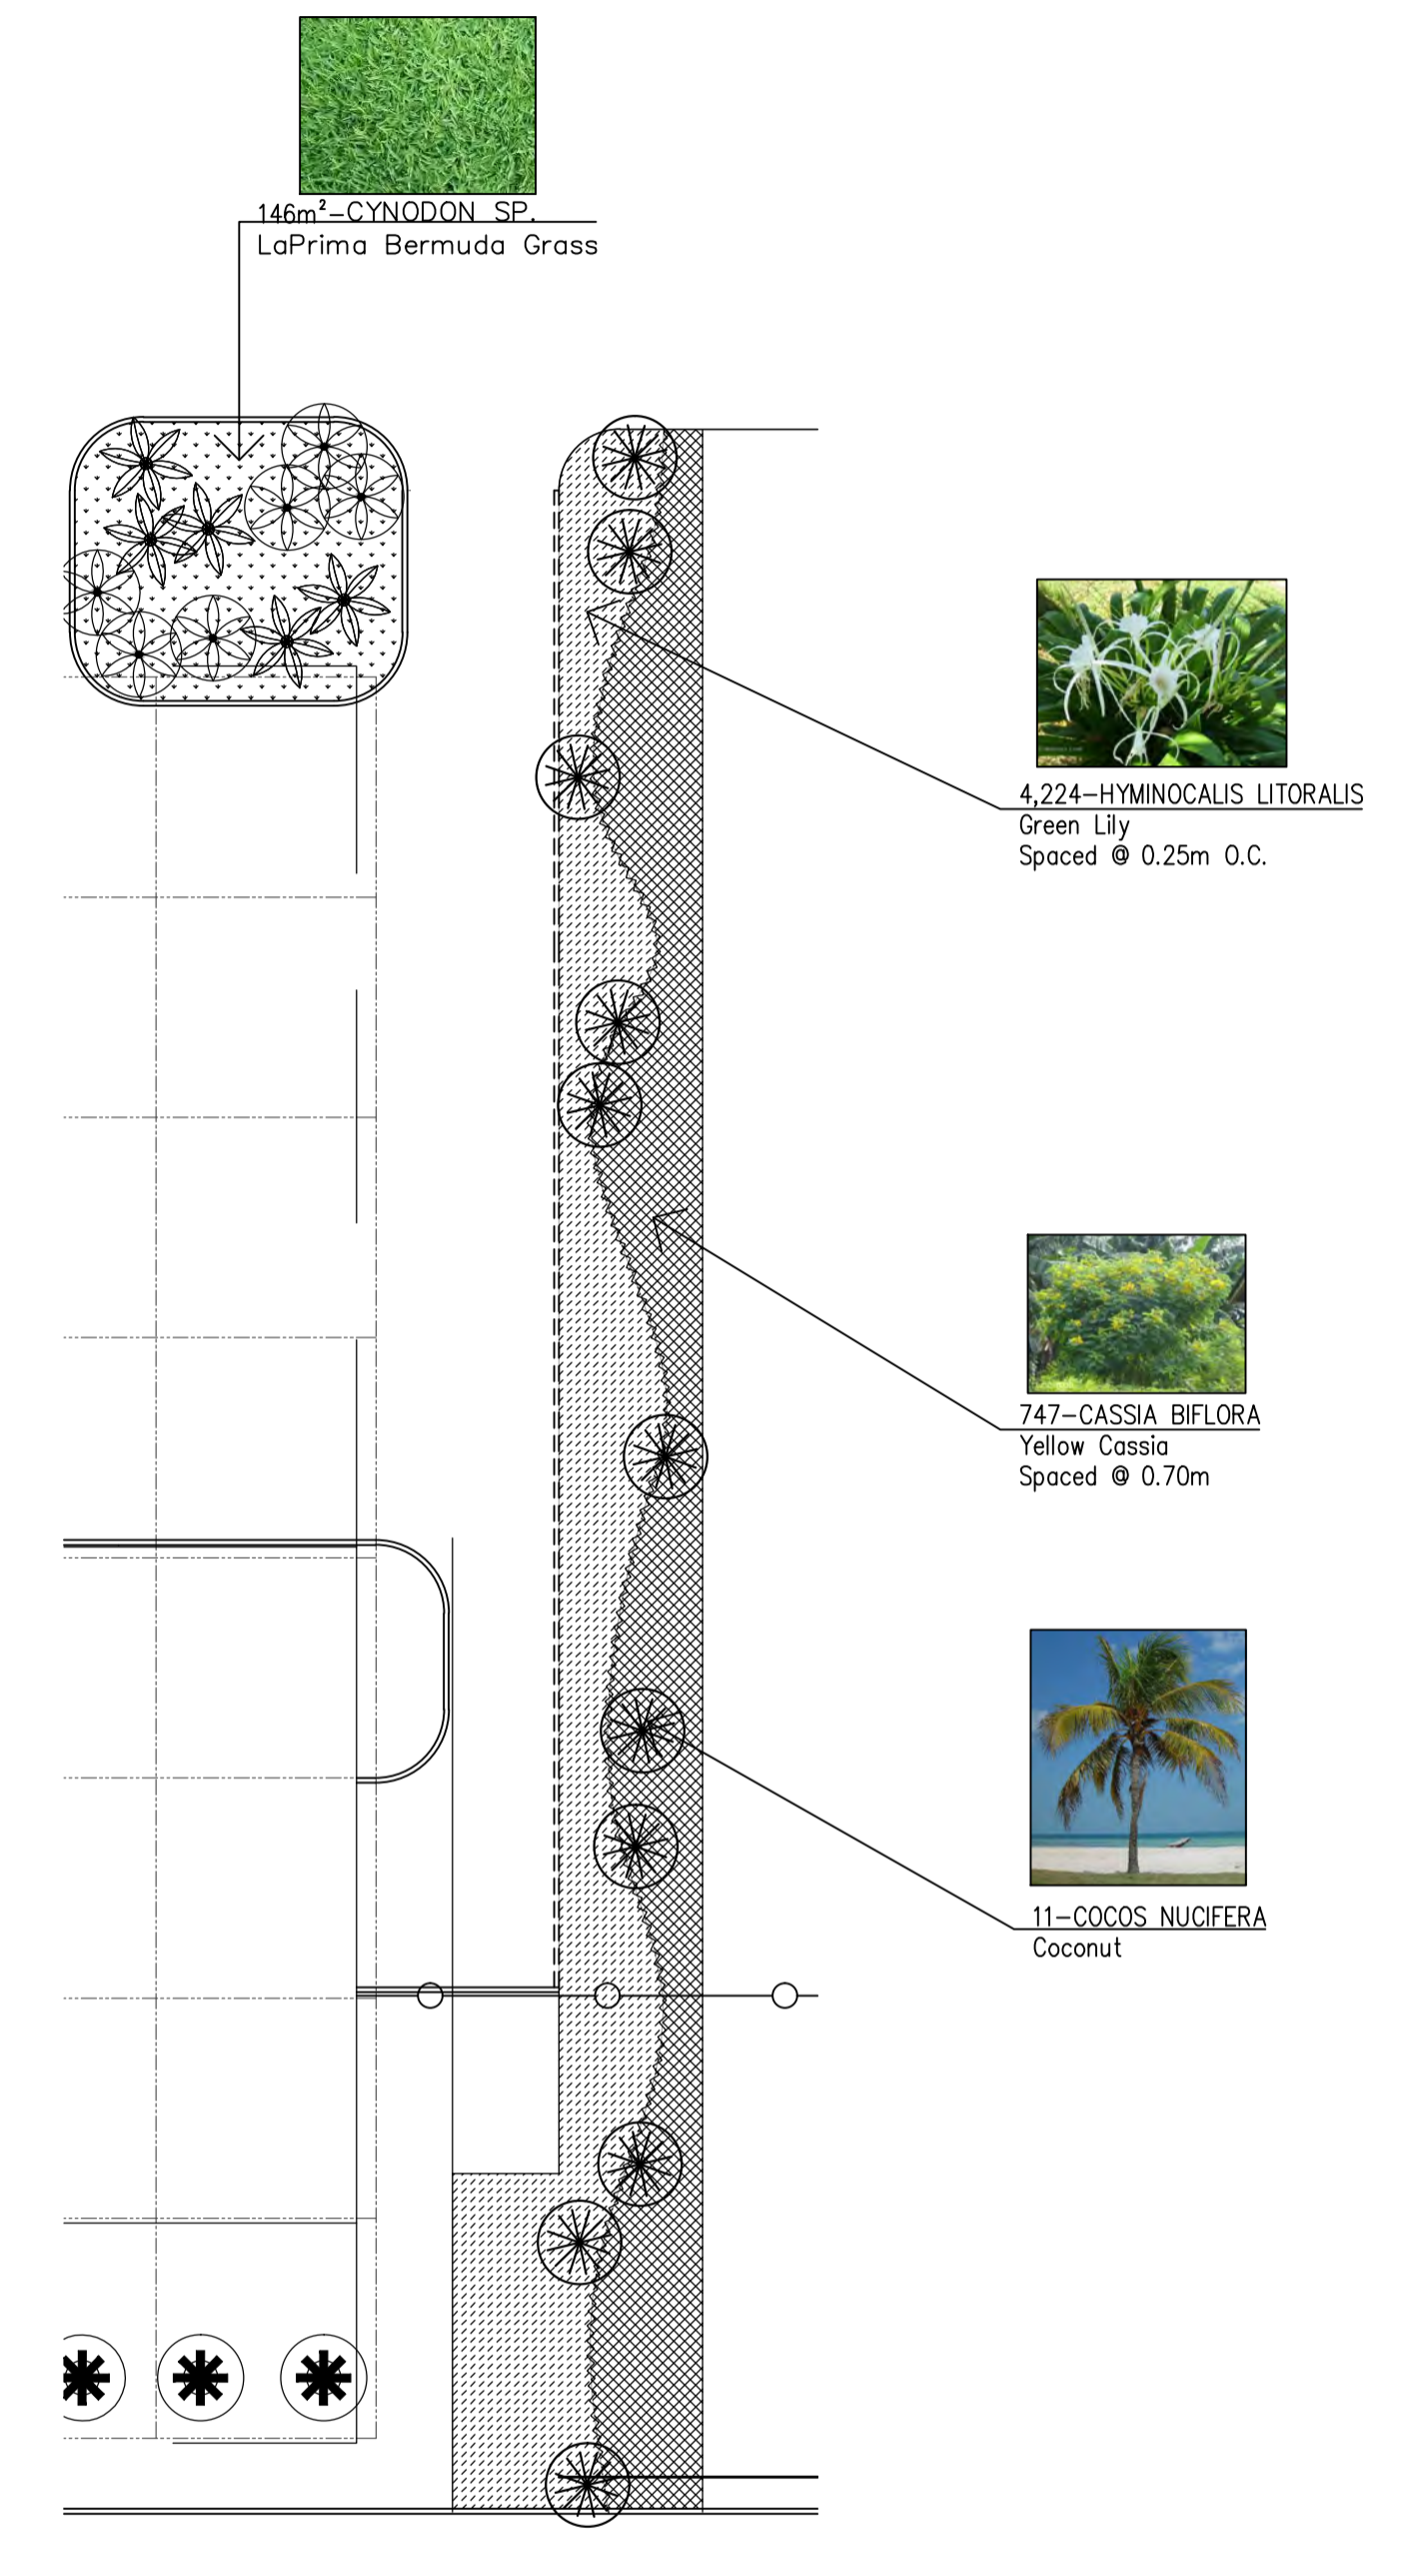 146m²-CYNODON SP.
LaPrima Bermuda Grass
4,224-HYMINOCALIS LITORALIS
Green Lily
Spaced @ 0.25m O.C.
747-CASSIA BIFLORA
Yellow Cassia
Spaced @ 0.70m
11-COCOS NUCIFERA
Coconut